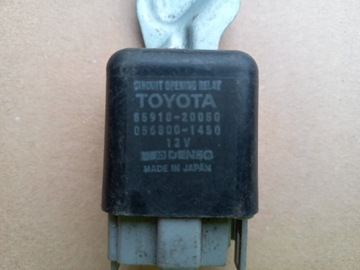 CIRCUIT OPENING RELAY
TOYOTA
85910-20050
056800-1450
12V
DENSO
MADE IN JAPAN